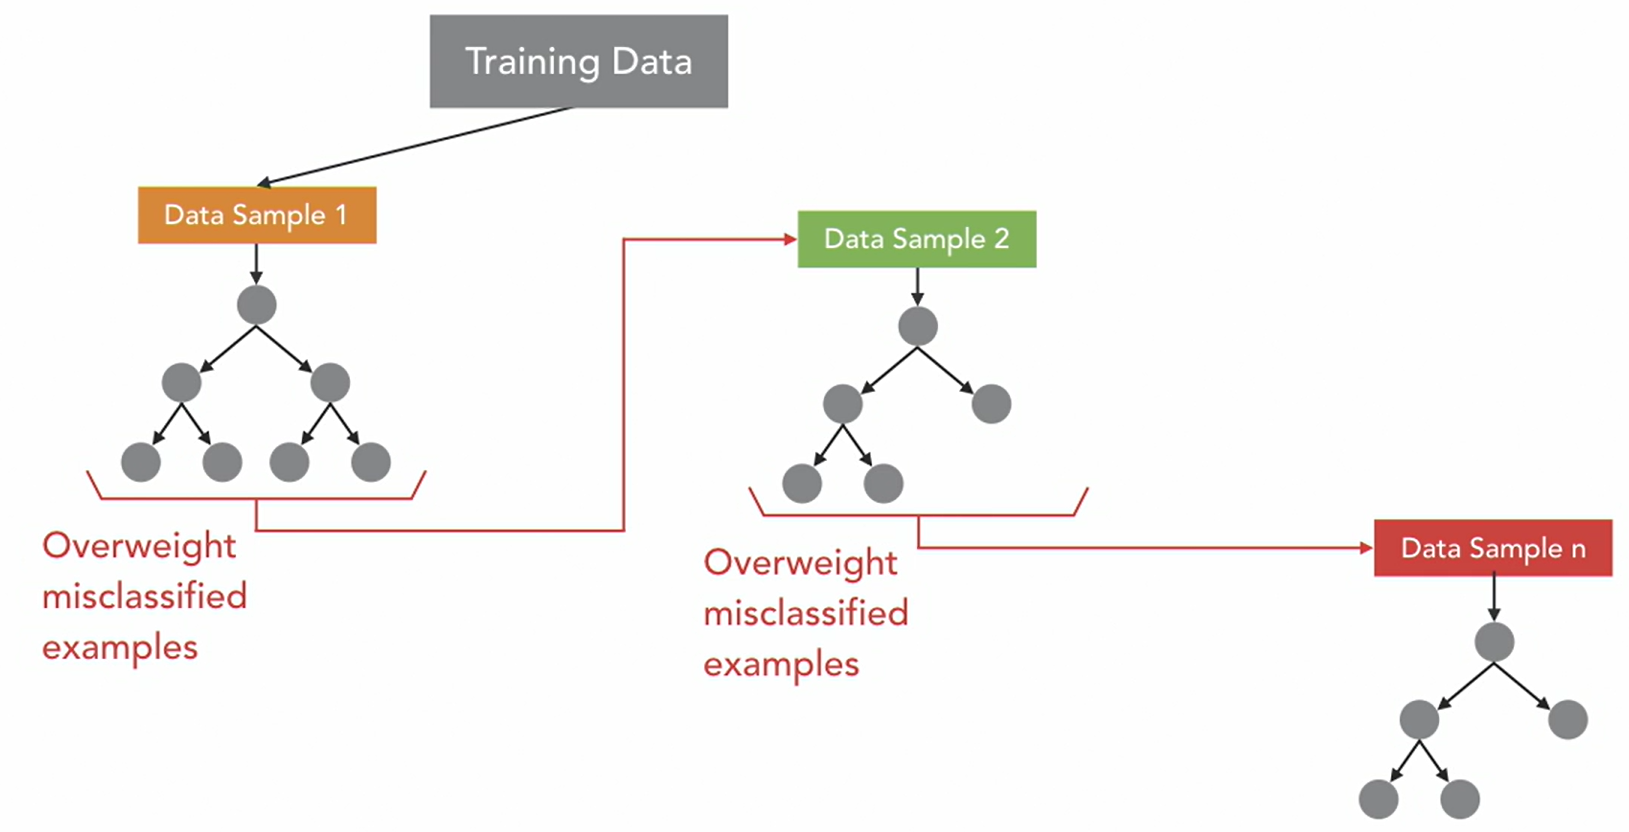 Training Data
Data Sample 1
Data Sample 2
Overweight
misclassified
examples
Overweight
misclassified
examples
Data Sample n